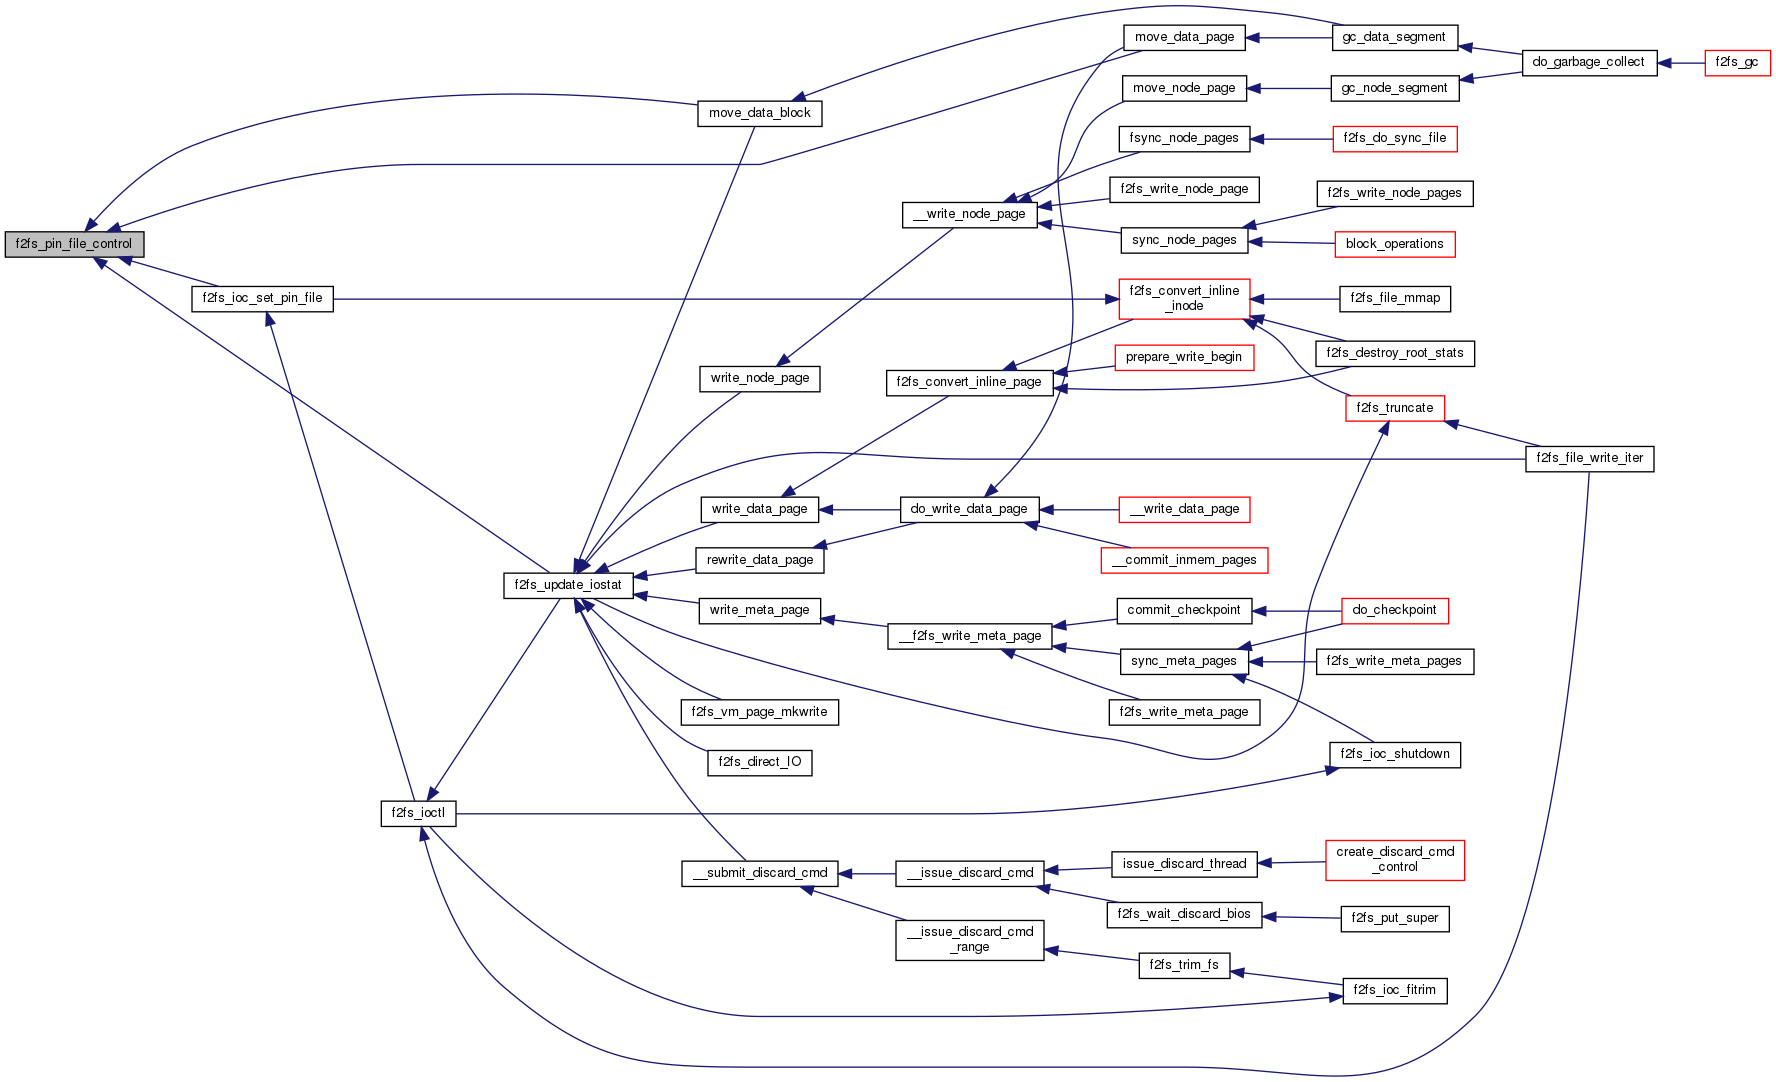 f2fs_pin_file_control
f2fs_ioc_set_pin_file
f2fs_ioctl
f2fs_update_iostat
move_data_block
write_node_page
write_data_page
rewrite_data_page
write_meta_page
f2fs_vm_page_mkwrite
f2fs_direct_IO
__submit_discard_cmd
__write_node_page
f2fs_convert_inline_page
do_write_data_page
__f2fs_write_meta_page
__issue_discard_cmd
__issue_discard_cmd
_range
move_data_page
move_node_page
fsync_node_pages
f2fs_write_node_page
sync_node_pages
f2fs_convert_inline
_inode
prepare_write_begin
__write_data_page
__commit_inmem_pages
commit_checkpoint
sync_meta_pages
f2fs_write_meta_page
issue_discard_thread
f2fs_wait_discard_bios
f2fs_trim_fs
gc_data_segment
gc_node_segment
f2fs_do_sync_file
f2fs_write_node_pages
block_operations
f2fs_file_mmap
f2fs_destroy_root_stats
f2fs_truncate
do_checkpoint
f2fs_write_meta_pages
f2fs_ioc_shutdown
create_discard_cmd
_control
f2fs_put_super
f2fs_ioc_fitrim
do_garbage_collect
f2fs_file_write_iter
f2fs_gc